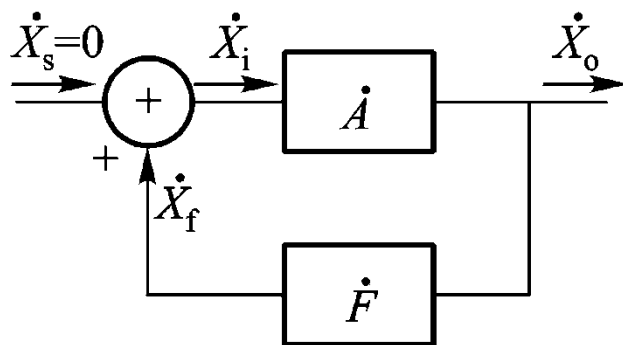 Ẋs=0
Ẋi
Ẋo
+
Ȧ
+
Ẋf
Ḟ